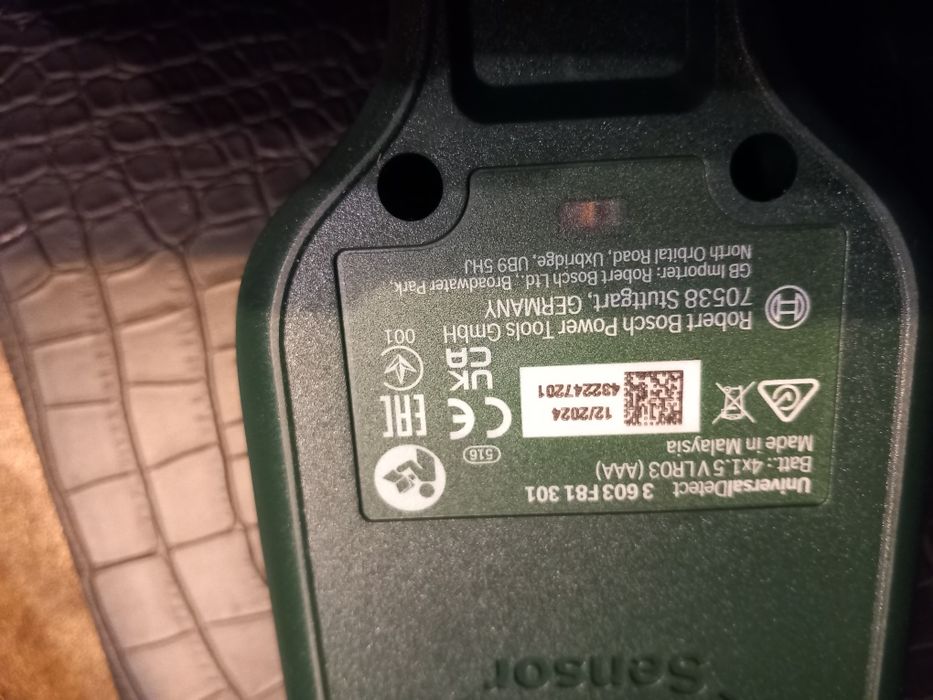 Sensor
UniversalDetect 3 603 F81 301
Batt.: 4x1.5 V LR03 (AAA)
Made in Malaysia
516
12/2024
432247201
CE
EAC
UK
CA
001
Robert Bosch Power Tools GmbH
70538 Stuttgart, GERMANY
GB Importer: Robert Bosch Ltd., Broadwater Park,
North Orbital Road, Uxbridge, UB9 5HJ